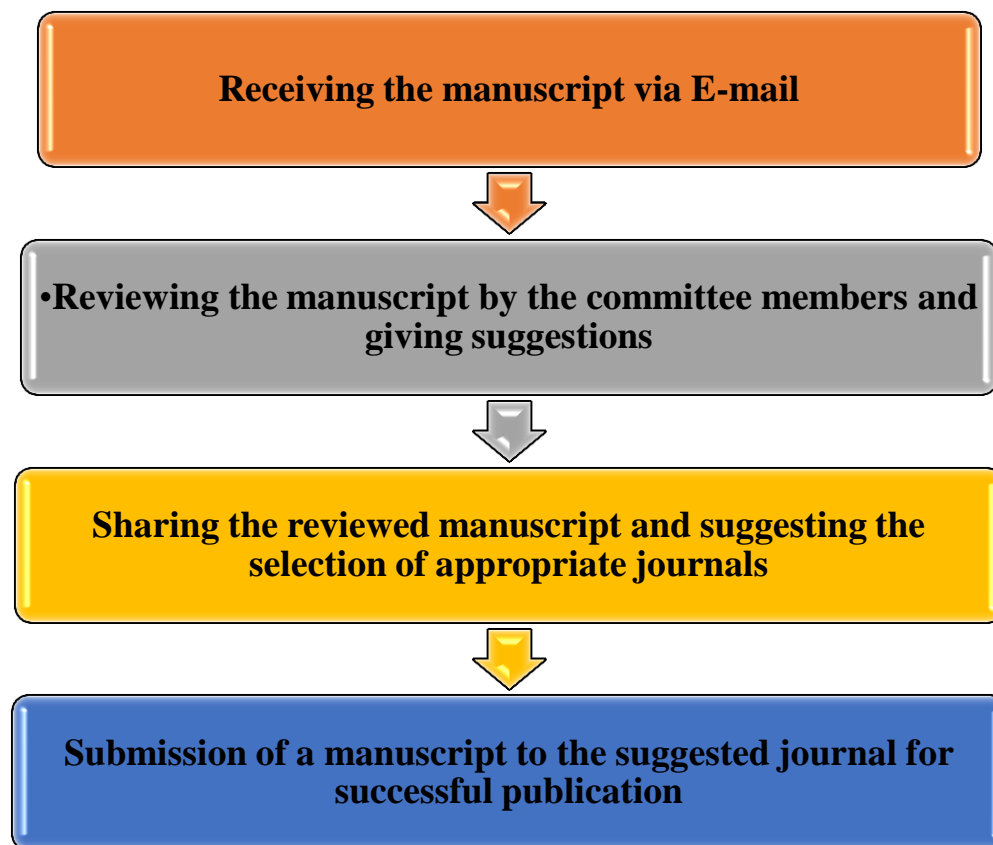 Receiving the manuscript via E-mail
•Reviewing the manuscript by the committee members and
giving suggestions
Sharing the reviewed manuscript and suggesting the
selection of appropriate journals
Submission of a manuscript to the suggested journal for
successful publication